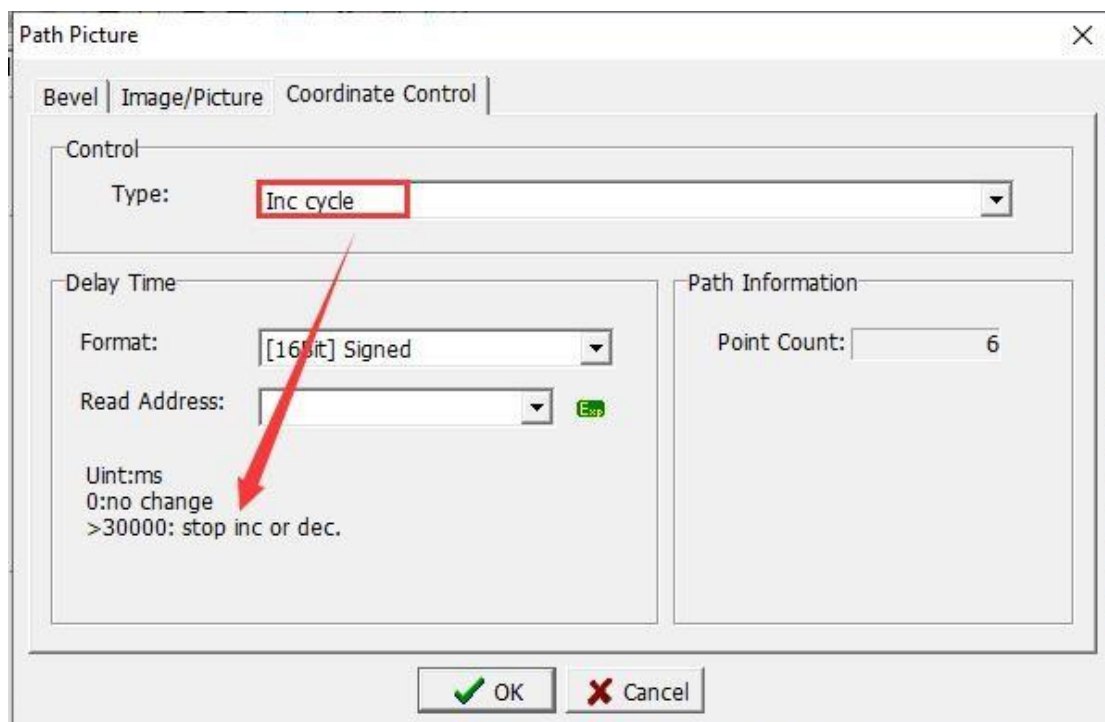 Path Picture
Bevel
Image/Picture
Coordinate Control
Control
Type:
Inc cycle
Delay Time
Format:
[16Bit] Signed
Read Address:
Exp
Uint:ms
0:no change
>30000: stop inc or dec.
Path Information
Point Count:
6
OK
Cancel